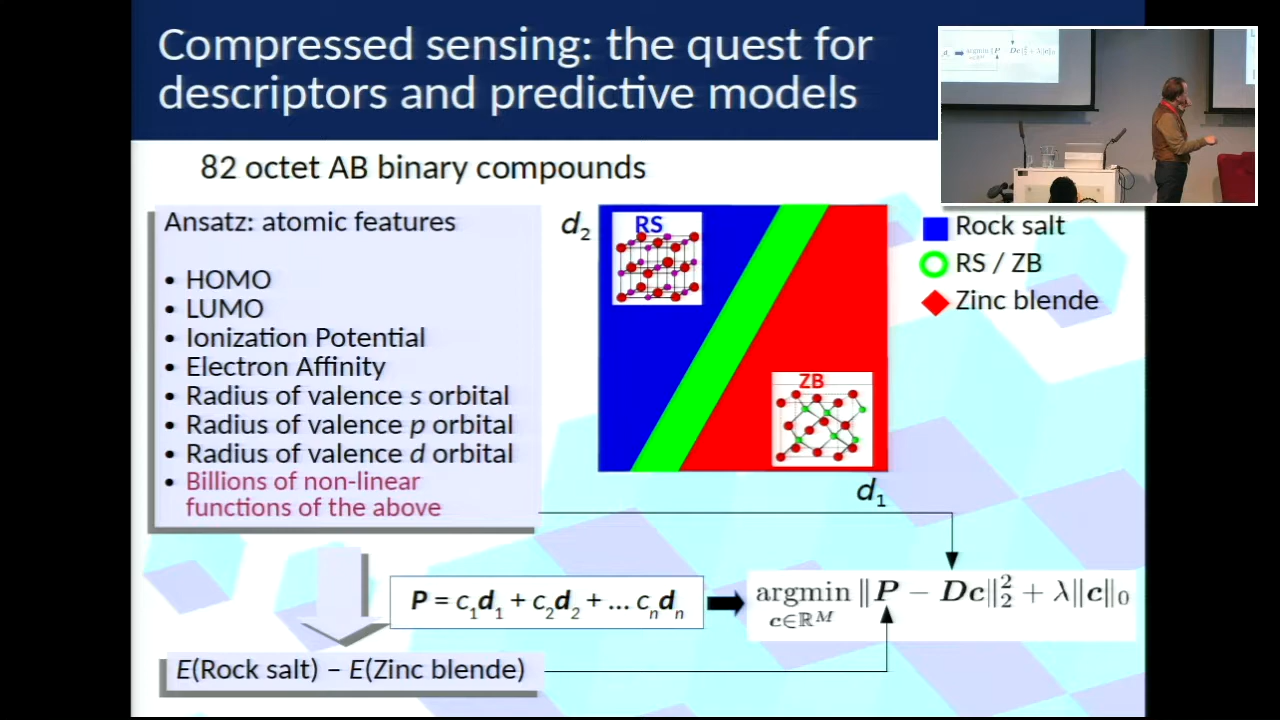 Compressed sensing: the quest for
descriptors and predictive models
82 octet AB binary compounds
Ansatz: atomic features
• HOMO
• LUMO
• Ionization Potential
• Electron Affinity
• Radius of valence s orbital
• Radius of valence p orbital
• Radius of valence d orbital
• Billions of non-linear
functions of the above
d₂
RS
ZB
d₁
Rock salt
RS / ZB
Zinc blende
P = c₁d₁ + c₂d₂ + ... cₙdₙ
argmin ‖P − Dc‖₂² + λ‖c‖₀
c∈ℝᴹ
E(Rock salt) − E(Zinc blende)